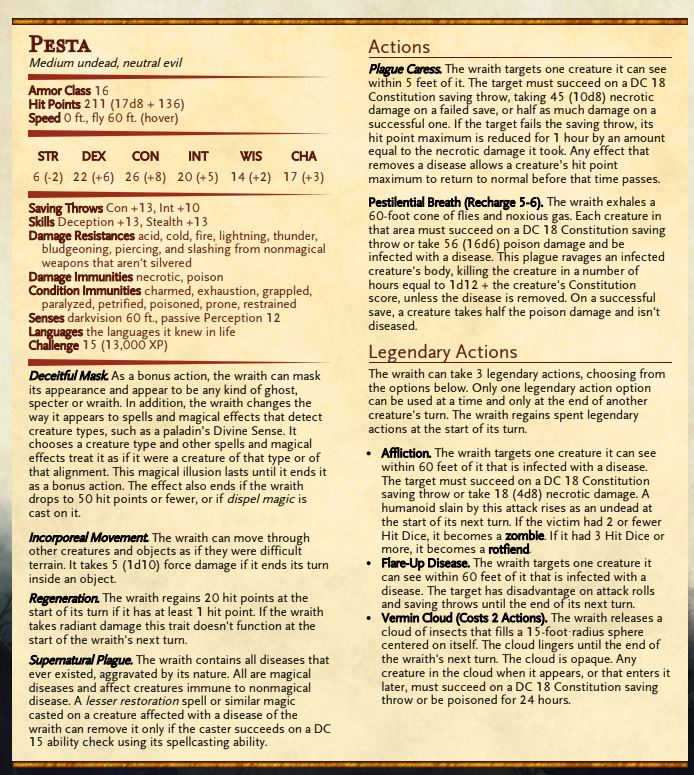 Pesta
Medium undead, neutral evil
Armor Class 16
Hit Points 211 (17d8 + 136)
Speed 0 ft., fly 60 ft. (hover)
STR DEX CON INT WIS CHA
6 (-2) 22 (+6) 26 (+8) 20 (+5) 14 (+2) 17 (+3)
Saving Throws Con +13, Int +10
Skills Deception +13, Stealth +13
Damage Resistances acid, cold, fire, lightning, thunder,
bludgeoning, piercing, and slashing from nonmagical
weapons that aren't silvered
Damage Immunities necrotic, poison
Condition Immunities charmed, exhaustion, grappled,
paralyzed, petrified, poisoned, prone, restrained
Senses darkvision 60 ft., passive Perception 12
Languages the languages it knew in life
Challenge 15 (13,000 XP)
Deceitful Mask. As a bonus action, the wraith can mask
its appearance and appear to be any kind of ghost,
specter or wraith. In addition, the wraith changes the
way it appears to spells and magical effects that detect
creature types, such as a paladin's Divine Sense. It
chooses a creature type and other spells and magical
effects treat it as if it were a creature of that type or of
that alignment. This magical illusion lasts until it ends it
as a bonus action. The effect also ends if the wraith
drops to 50 hit points or fewer, or if dispel magic is
cast on it.
Incorporeal Movement. The wraith can move through
other creatures and objects as if they were difficult
terrain. It takes 5 (1d10) force damage if it ends its turn
inside an object.
Regeneration. The wraith regains 20 hit points at the
start of its turn if it has at least 1 hit point. If the wraith
takes radiant damage this trait doesn't function at the
start of the wraith's next turn.
Supernatural Plague. The wraith contains all diseases that
ever existed, aggravated by its nature. All are magical
diseases and affect creatures immune to nonmagical
disease. A lesser restoration spell or similar magic
casted on a creature affected with a disease of the
wraith can remove it only if the caster succeeds on a DC
15 ability check using its spellcasting ability.
Actions
Plague Caress. The wraith targets one creature it can see
within 5 feet of it. The target must succeed on a DC 18
Constitution saving throw, taking 45 (10d8) necrotic
damage on a failed save, or half as much damage on a
successful one. If the target fails the saving throw, its
hit point maximum is reduced for 1 hour by an amount
equal to the necrotic damage it took. Any effect that
removes a disease allows a creature's hit point
maximum to return to normal before that time passes.
Pestilential Breath (Recharge 5-6). The wraith exhales a
60-foot cone of flies and noxious gas. Each creature in
that area must succeed on a DC 18 Constitution saving
throw or take 56 (16d6) poison damage and be
infected with a disease. This plague ravages an infected
creature's body, killing the creature in a number of
hours equal to 1d12 + the creature's Constitution
score, unless the disease is removed. On a successful
save, a creature takes half the poison damage and isn't
diseased.
Legendary Actions
The wraith can take 3 legendary actions, choosing from
the options below. Only one legendary action option
can be used at a time and only at the end of another
creature's turn. The wraith regains spent legendary
actions at the start of its turn.
• Affliction. The wraith targets one creature it can see
within 60 feet of it that is infected with a disease.
The target must succeed on a DC 18 Constitution
saving throw or take 18 (4d8) necrotic damage. A
humanoid slain by this attack rises as an undead at
the start of its next turn. If the victim had 2 or fewer
Hit Dice, it becomes a zombie. If it had 3 Hit Dice or
more, it becomes a rotfiend.
• Flare-Up Disease. The wraith targets one creature it
can see within 60 feet of it that is infected with a
disease. The target has disadvantage on attack rolls
and saving throws until the end of its next turn.
• Vermin Cloud (Costs 2 Actions). The wraith releases a
cloud of insects that fills a 15-foot-radius sphere
centered on itself. The cloud lingers until the end of
the wraith's next turn. The cloud is opaque. Any
creature in the cloud when it appears, or that enters it
later, must succeed on a DC 18 Constitution saving
throw or be poisoned for 24 hours.